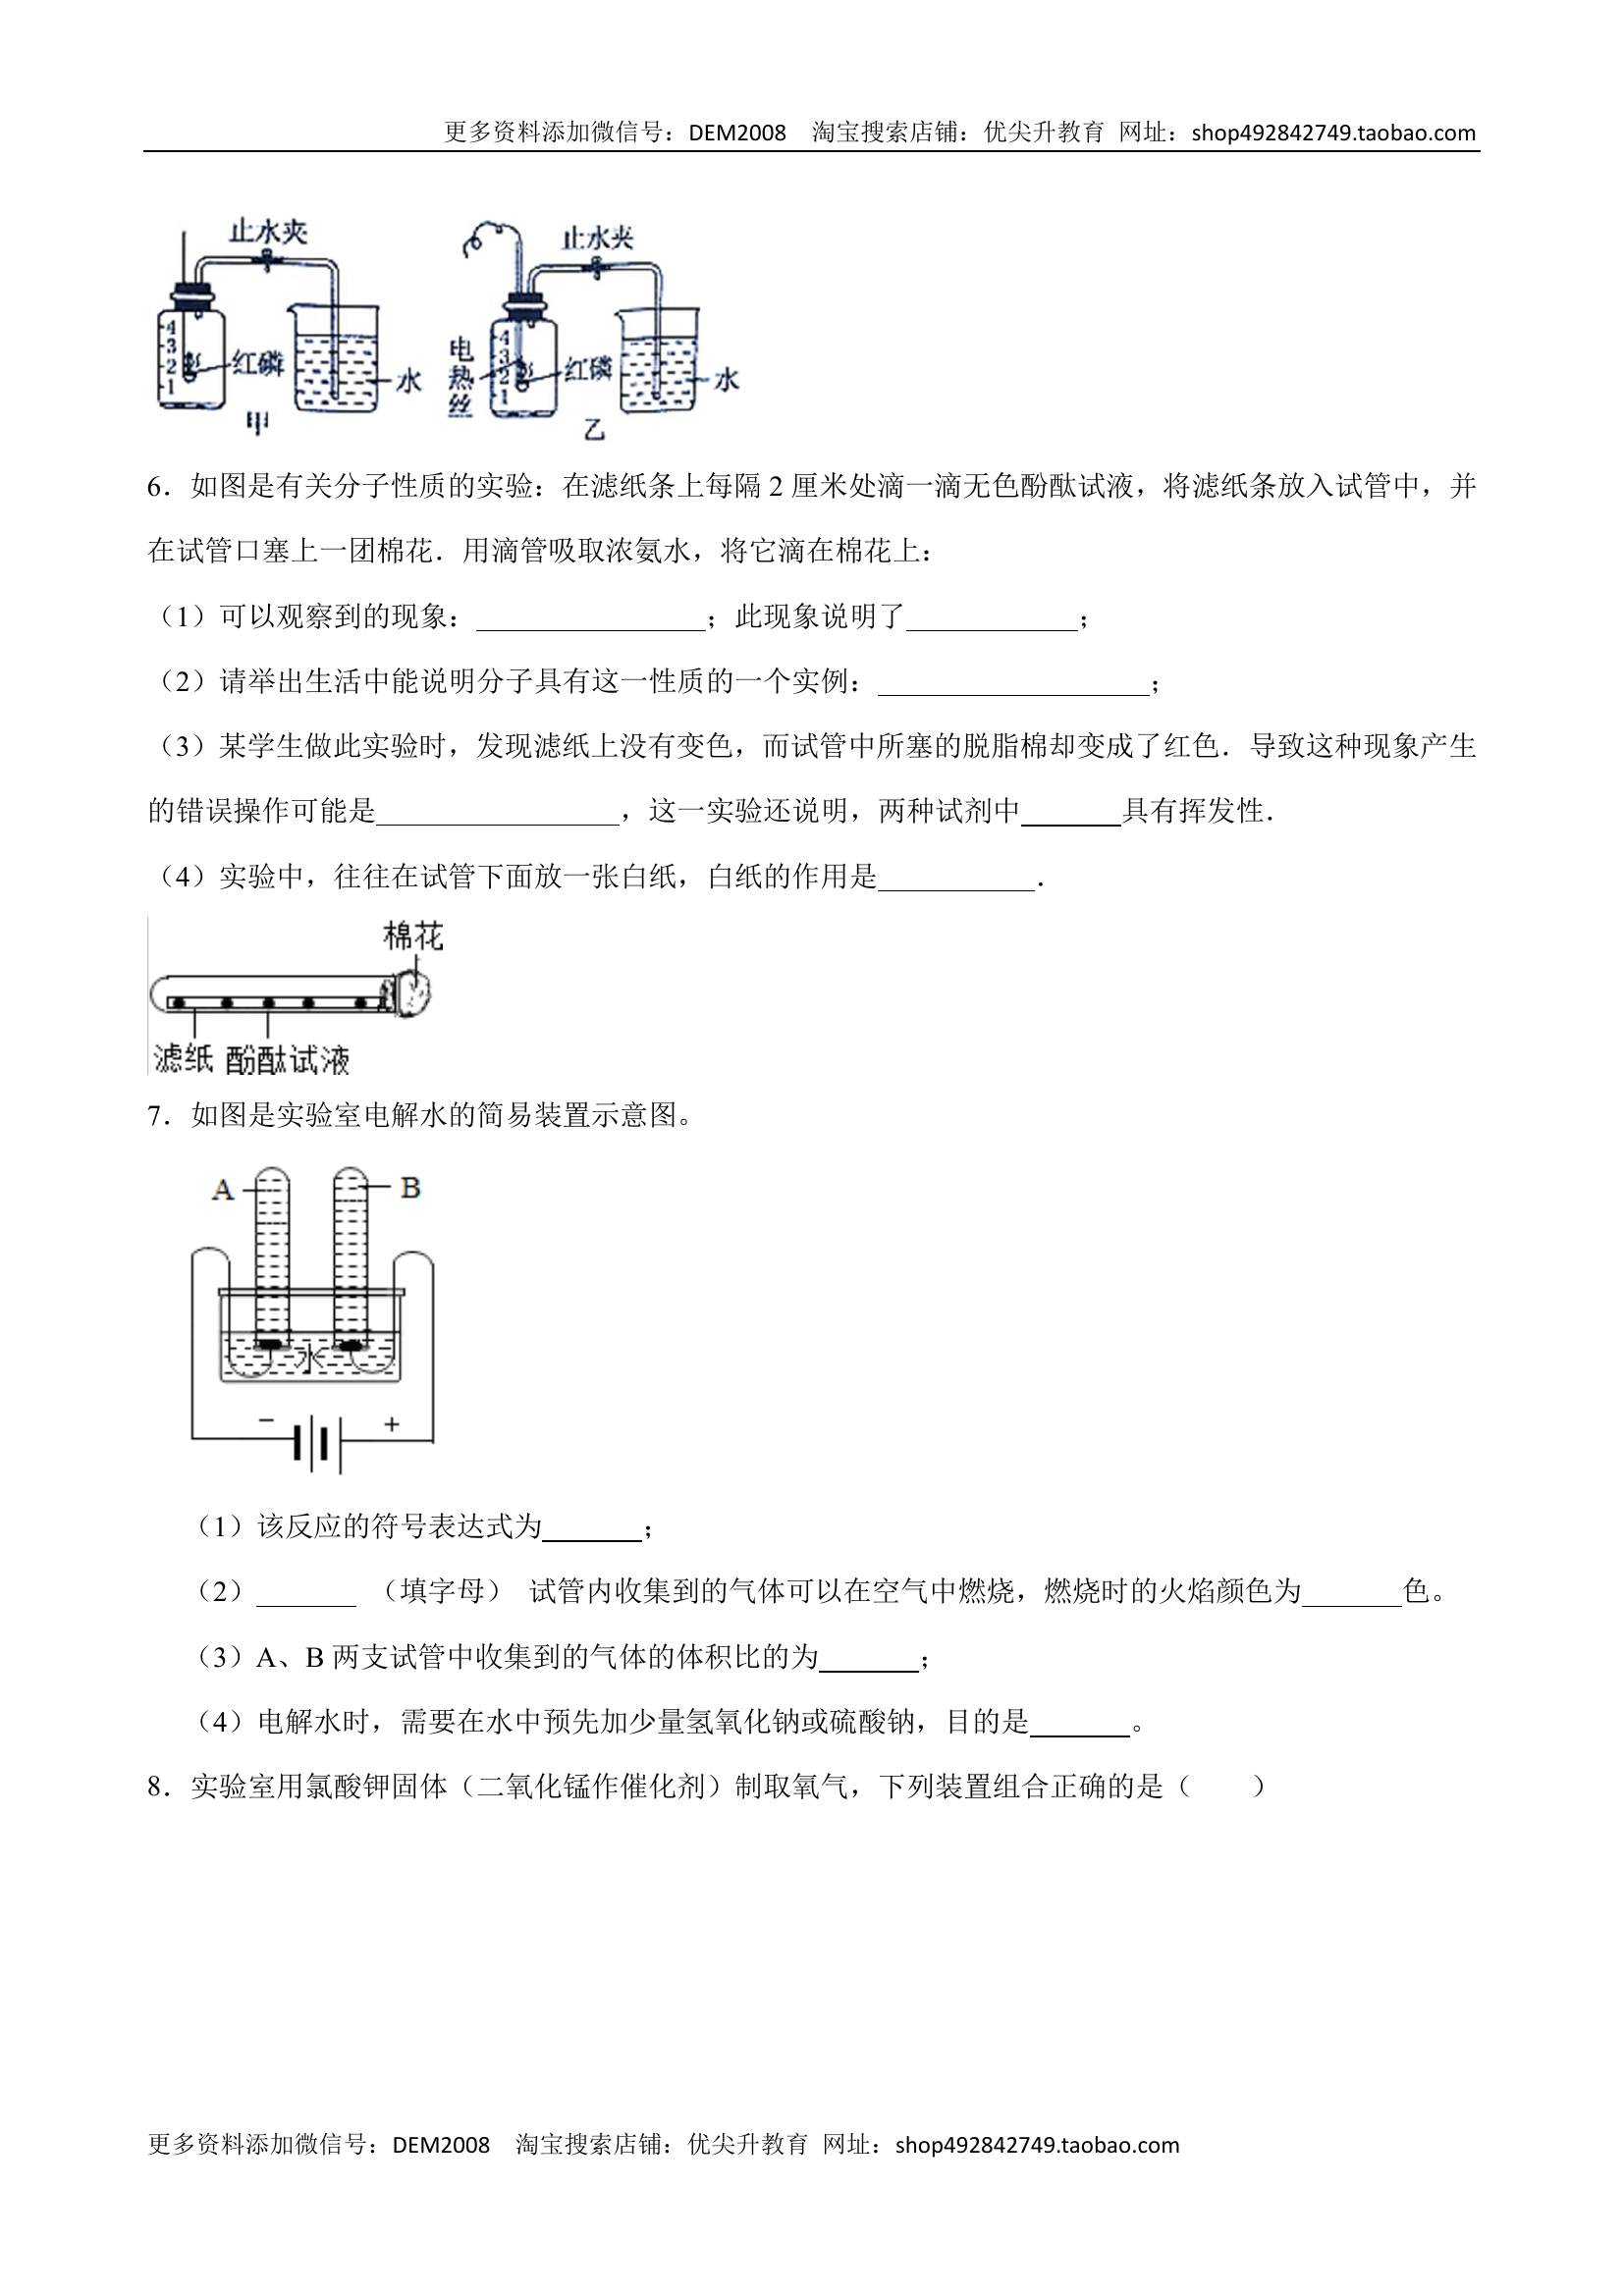 更多资料添加微信号：DEM2008 淘宝搜索店铺：优尖升教育 网址：shop492842749.taobao.com
止水夹 止水夹
4 3 2 1 红磷 水 电热丝 4 3 2 1 红磷 水
甲 乙
6．如图是有关分子性质的实验：在滤纸条上每隔 2 厘米处滴一滴无色酚酞试液，将滤纸条放入试管中，并
在试管口塞上一团棉花．用滴管吸取浓氨水，将它滴在棉花上：
（1）可以观察到的现象：________________；此现象说明了____________；
（2）请举出生活中能说明分子具有这一性质的一个实例：___________________；
（3）某学生做此实验时，发现滤纸上没有变色，而试管中所塞的脱脂棉却变成了红色．导致这种现象产生
的错误操作可能是_________________，这一实验还说明，两种试剂中_______具有挥发性．
（4）实验中，往往在试管下面放一张白纸，白纸的作用是___________．
棉花
滤纸 酚酞试液
7．如图是实验室电解水的简易装置示意图。
A B
水
− +
（1）该反应的符号表达式为_______；
（2）_______ （填字母） 试管内收集到的气体可以在空气中燃烧，燃烧时的火焰颜色为_______色。
（3）A、B 两支试管中收集到的气体的体积比的为_______；
（4）电解水时，需要在水中预先加少量氢氧化钠或硫酸钠，目的是_______。
8．实验室用氯酸钾固体（二氧化锰作催化剂）制取氧气，下列装置组合正确的是（ ）
更多资料添加微信号：DEM2008 淘宝搜索店铺：优尖升教育 网址：shop492842749.taobao.com